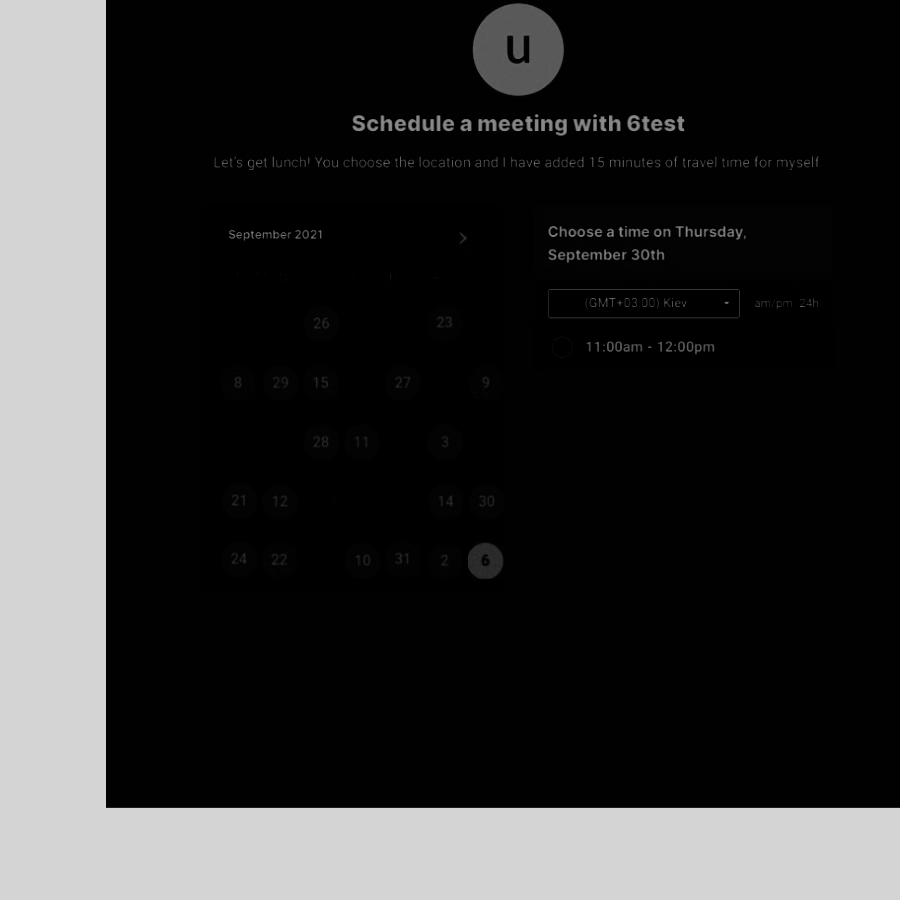 u
Schedule a meeting with 6test
Let's get lunch! You choose the location and I have added 15 minutes of travel time for myself
September 2021
Choose a time on Thursday,
September 30th
(GMT+03:00) Kiev
am/pm 24h
11:00am - 12:00pm
26 23
8 29 15 27 9
28 11 3
21 12 14 30
24 22 10 31 2 6